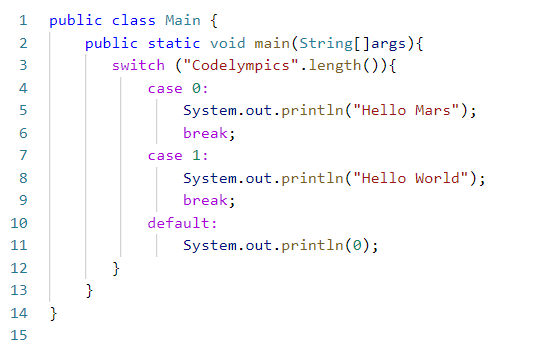 1 public class Main {
2     public static void main(String[]args){
3        switch ("Codelympics".length()){
4            case 0:
5                System.out.println("Hello Mars");
6                break;
7            case 1:
8                System.out.println("Hello World");
9                break;
10            default:
11                System.out.println(0);
12        }
13     }
14 }
15